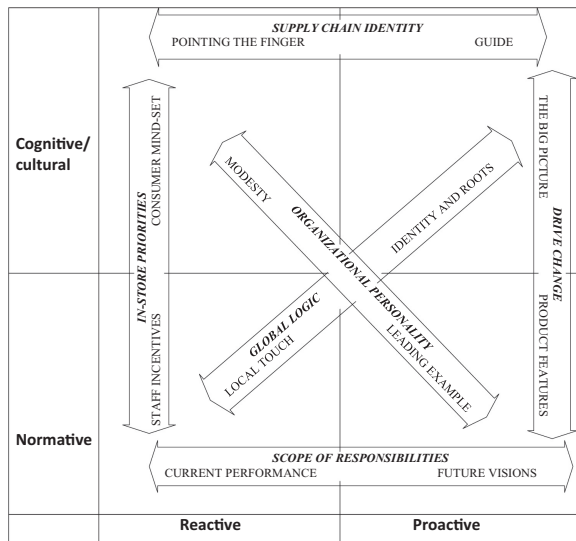 SUPPLY CHAIN IDENTITY
POINTING THE FINGER
GUIDE
Cognitive/
cultural
IN-STORE PRIORITIES
CONSUMER MIND-SET
STAFF INCENTIVES
MODESTY
ORGANIZATIONAL PERSONALITY
LEADING EXAMPLE
IDENTITY AND ROOTS
GLOBAL LOGIC
LOCAL TOUCH
THE BIG PICTURE
DRIVE CHANGE
PRODUCT FEATURES
Normative
SCOPE OF RESPONSIBILITIES
CURRENT PERFORMANCE
FUTURE VISIONS
Reactive
Proactive